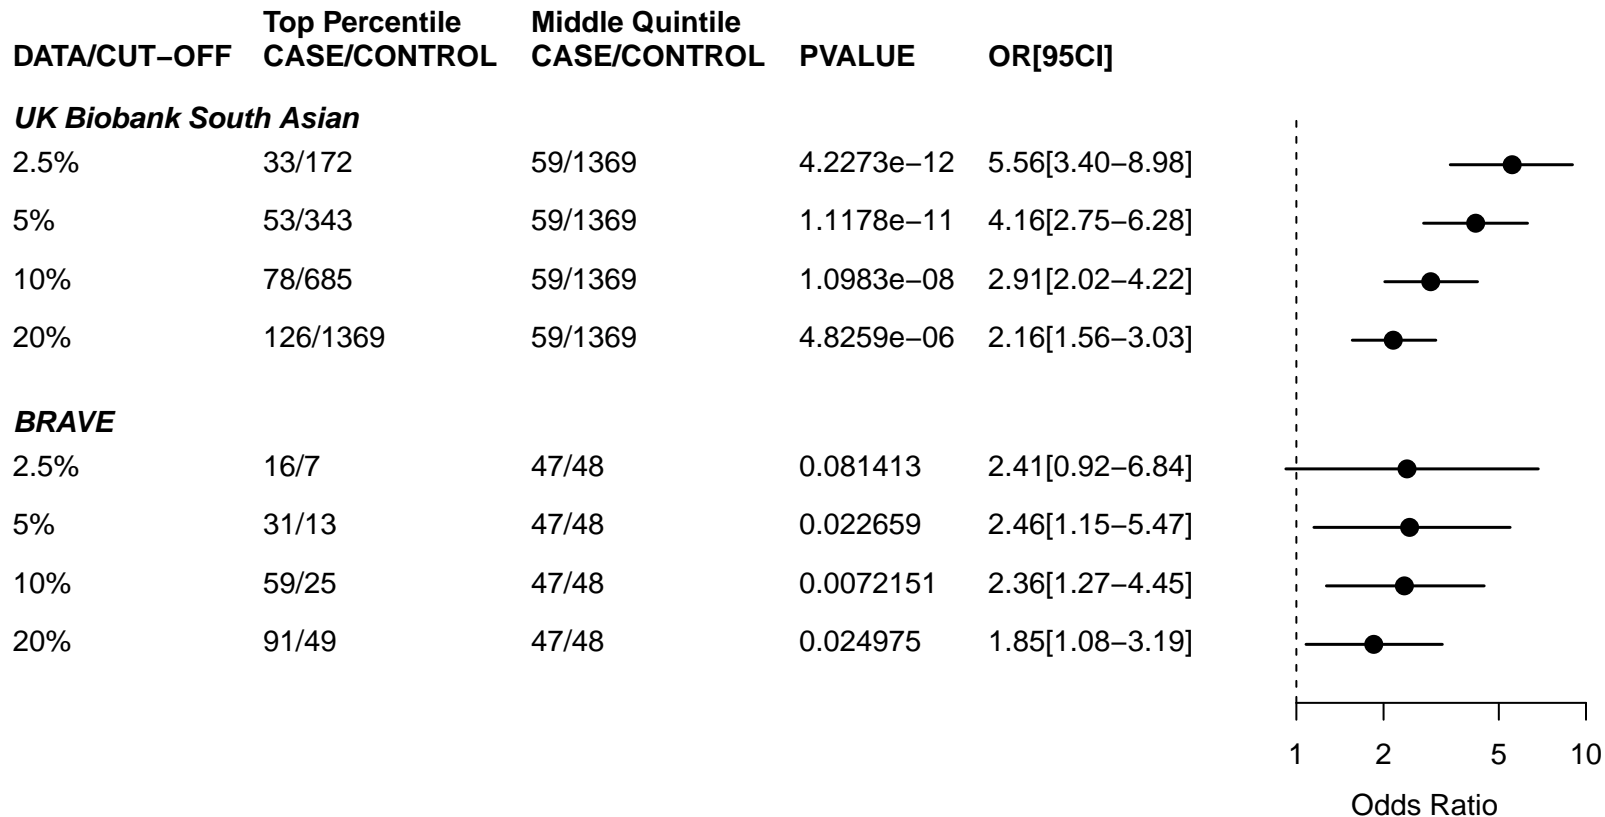 Top Percentile Middle Quintile
DATA/CUT−OFF CASE/CONTROL CASE/CONTROL PVALUE OR[95CI]
UK Biobank South Asian
2.5% 33/172 59/1369 4.2273e−12 5.56[3.40−8.98]
5% 53/343 59/1369 1.1178e−11 4.16[2.75−6.28]
10% 78/685 59/1369 1.0983e−08 2.91[2.02−4.22]
20% 126/1369 59/1369 4.8259e−06 2.16[1.56−3.03]
BRAVE
2.5% 16/7 47/48 0.081413 2.41[0.92−6.84]
5% 31/13 47/48 0.022659 2.46[1.15−5.47]
10% 59/25 47/48 0.0072151 2.36[1.27−4.45]
20% 91/49 47/48 0.024975 1.85[1.08−3.19]
1 2 5 10
Odds Ratio